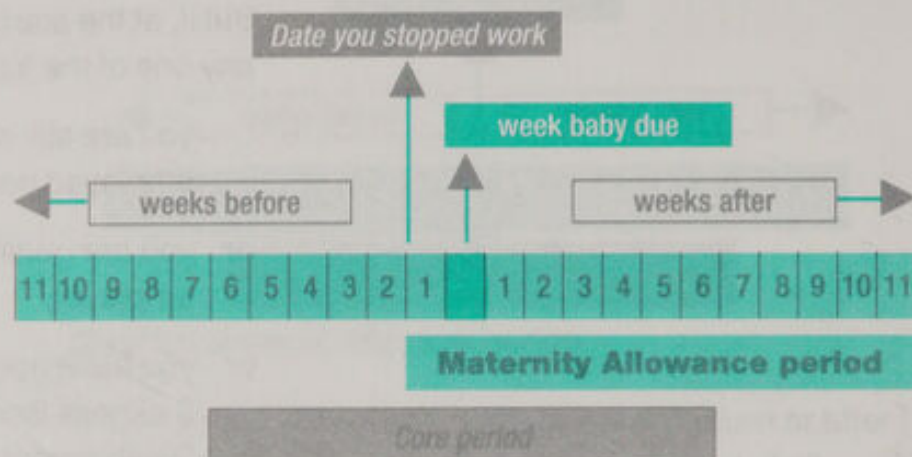 Date you stopped work
week baby due
weeks before
weeks after
11 10 9 8 7 6 5 4 3 2 1 1 2 3 4 5 6 7 8 9 10 11
Maternity Allowance period
Core period